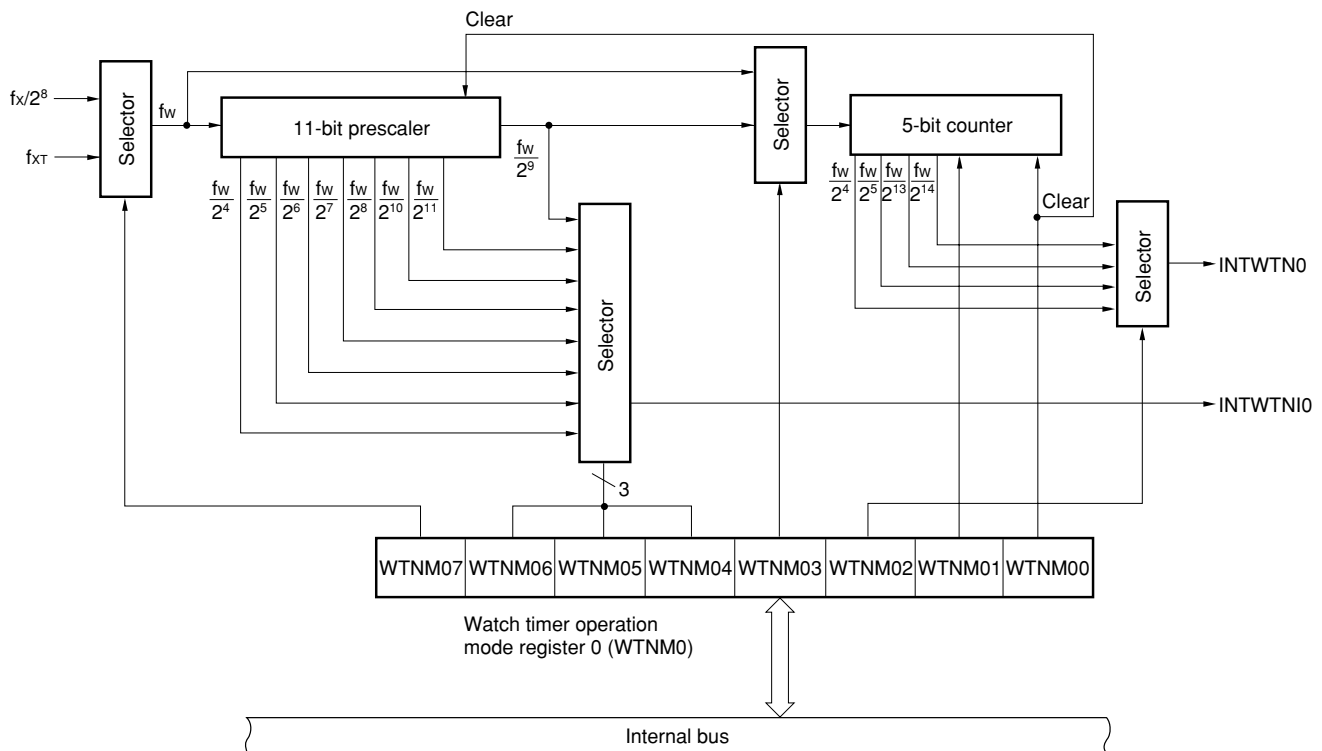 Clear
Selector
fX/2⁸
fXT
fW
11-bit prescaler
fW/2⁴
fW/2⁵
fW/2⁶
fW/2⁷
fW/2⁸
fW/2¹⁰
fW/2¹¹
fW/2⁹
Selector
5-bit counter
fW/2⁴
fW/2⁵
fW/2¹³
fW/2¹⁴
Clear
Selector
INTWTN0
Selector
INTWTNI0
3
WTNM07 WTNM06 WTNM05 WTNM04 WTNM03 WTNM02 WTNM01 WTNM00
Watch timer operation
mode register 0 (WTNM0)
Internal bus